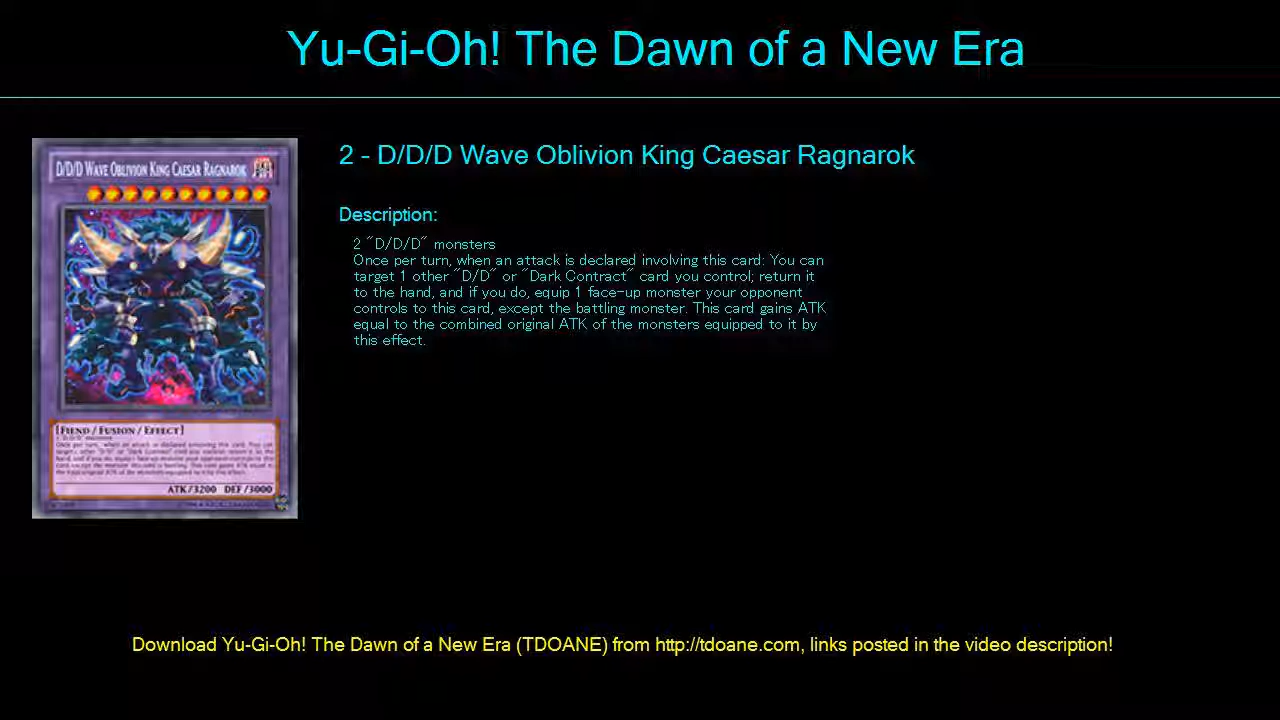 Yu-Gi-Oh! The Dawn of a New Era
D/D/D WAVE OBLIVION KING CAESAR RAGNAROK
2 - D/D/D Wave Oblivion King Caesar Ragnarok
Description:
2 "D/D/D" monsters
Once per turn, when an attack is declared involving this card: You can
target 1 other "D/D" or "Dark Contract" card you control; return it
to the hand, and if you do, equip 1 face-up monster your opponent
controls to this card, except the battling monster. This card gains ATK
equal to the combined original ATK of the monsters equipped to it by
this effect.
[FIEND / FUSION / EFFECT]
ATK/3200 DEF/3000
Download Yu-Gi-Oh! The Dawn of a New Era (TDOANE) from http://tdoane.com, links posted in the video description!